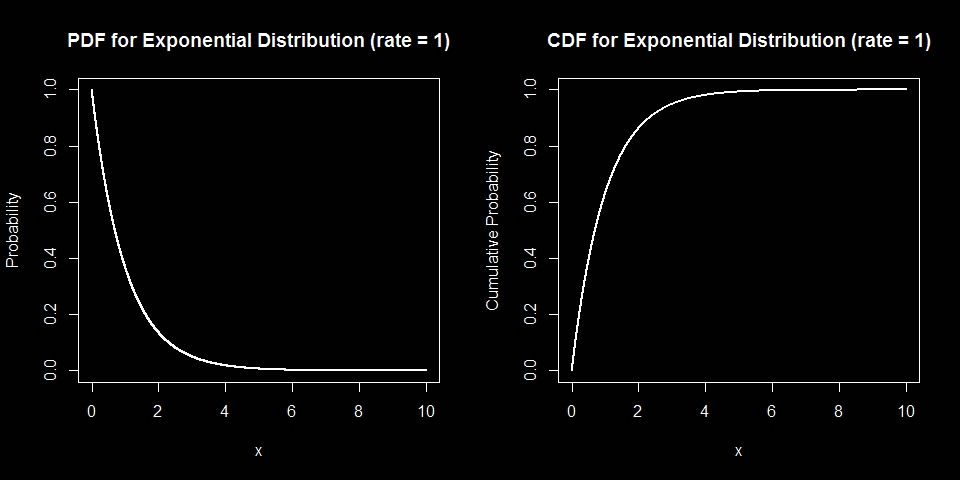 PDF for Exponential Distribution (rate = 1)
Probability
1.0
0.8
0.6
0.4
0.2
0.0
0 2 4 6 8 10
x
CDF for Exponential Distribution (rate = 1)
Cumulative Probability
1.0
0.8
0.6
0.4
0.2
0.0
0 2 4 6 8 10
x